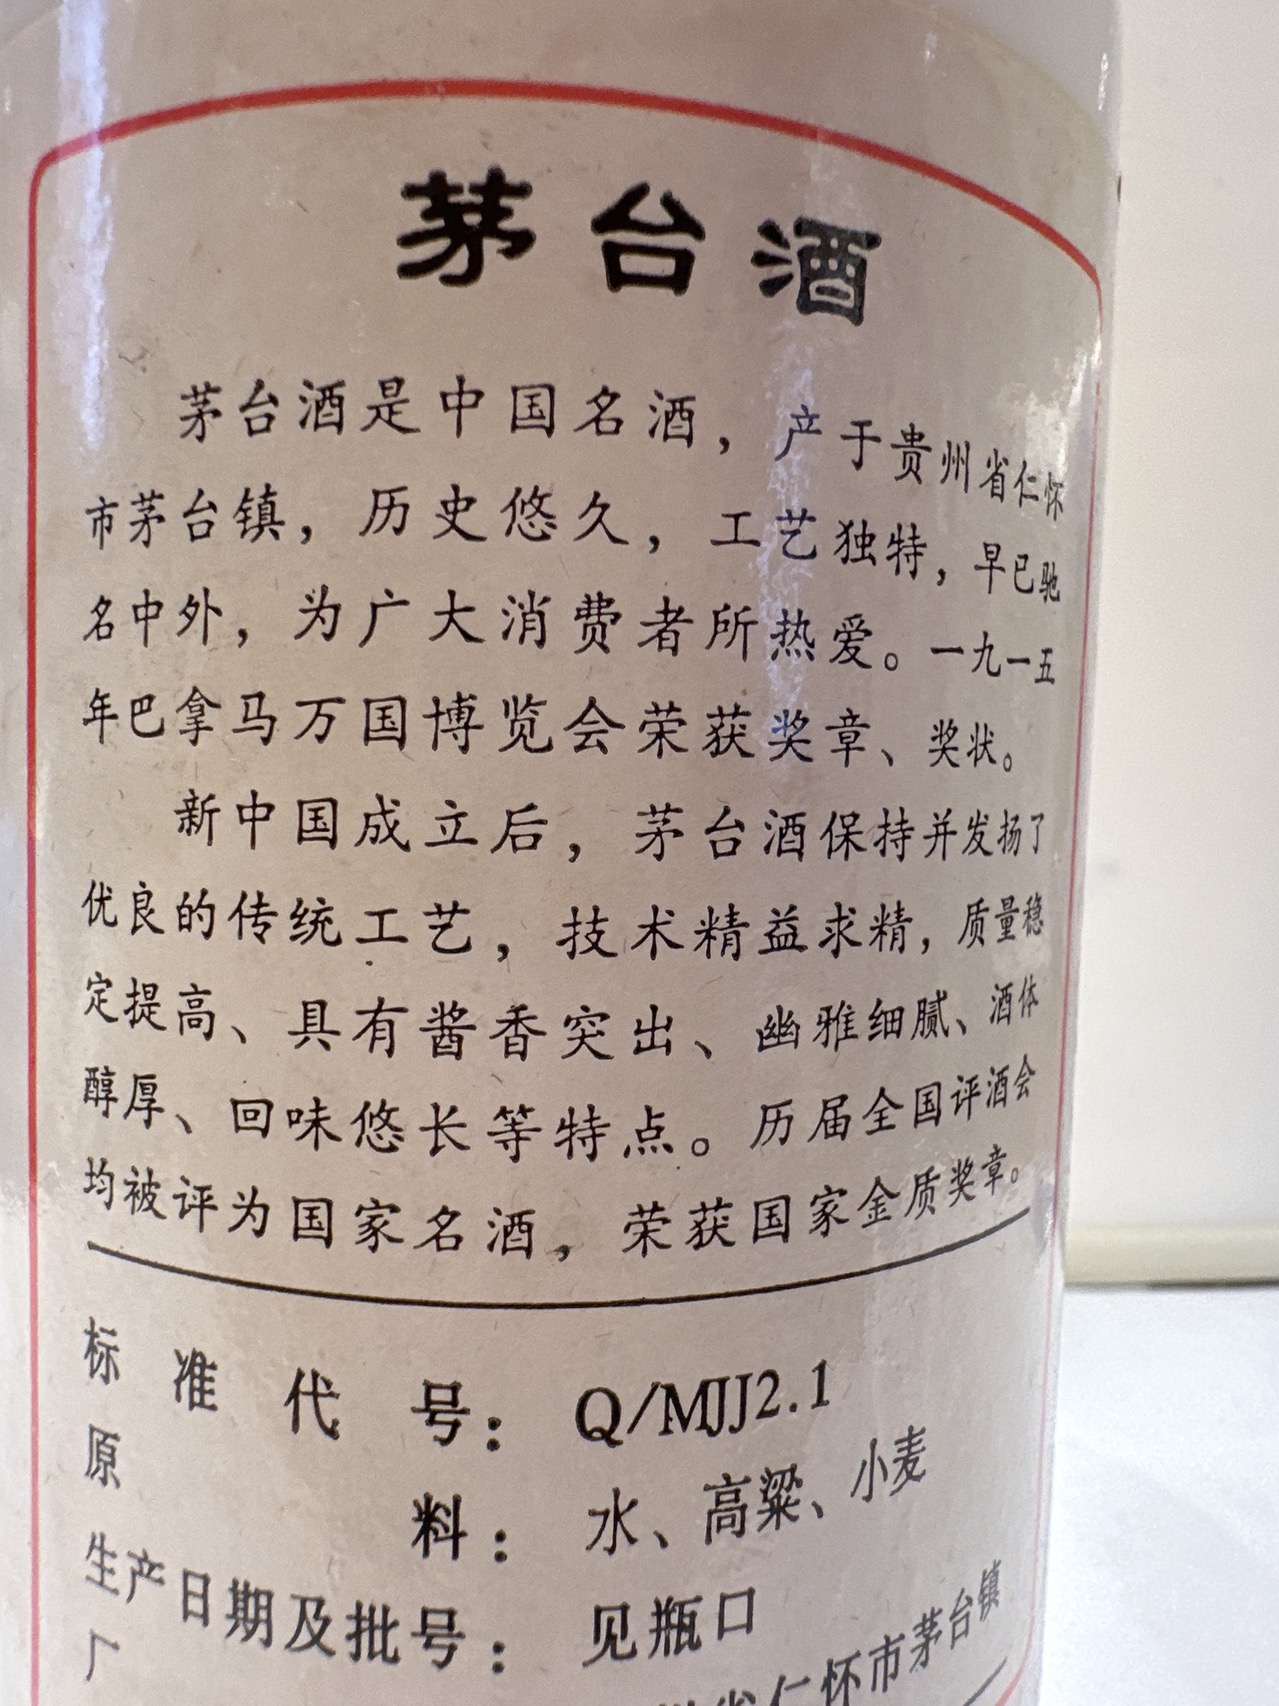 茅台酒
茅台酒是中国名酒，产于贵州省仁怀
市茅台镇，历史悠久，工艺独特，早已驰
名中外，为广大消费者所热爱。一九一五
年巴拿马万国博览会荣获奖章、奖状。
新中国成立后，茅台酒保持并发扬了
优良的传统工艺，技术精益求精，质量稳
定提高、具有酱香突出、幽雅细腻、酒体
醇厚、回味悠长等特点。历届全国评酒会
均被评为国家名酒，荣获国家金质奖章。
标准代号：Q/MJJ2.1
原料：水、高粱、小麦
生产日期及批号：见瓶口
厂 省仁怀市茅台镇